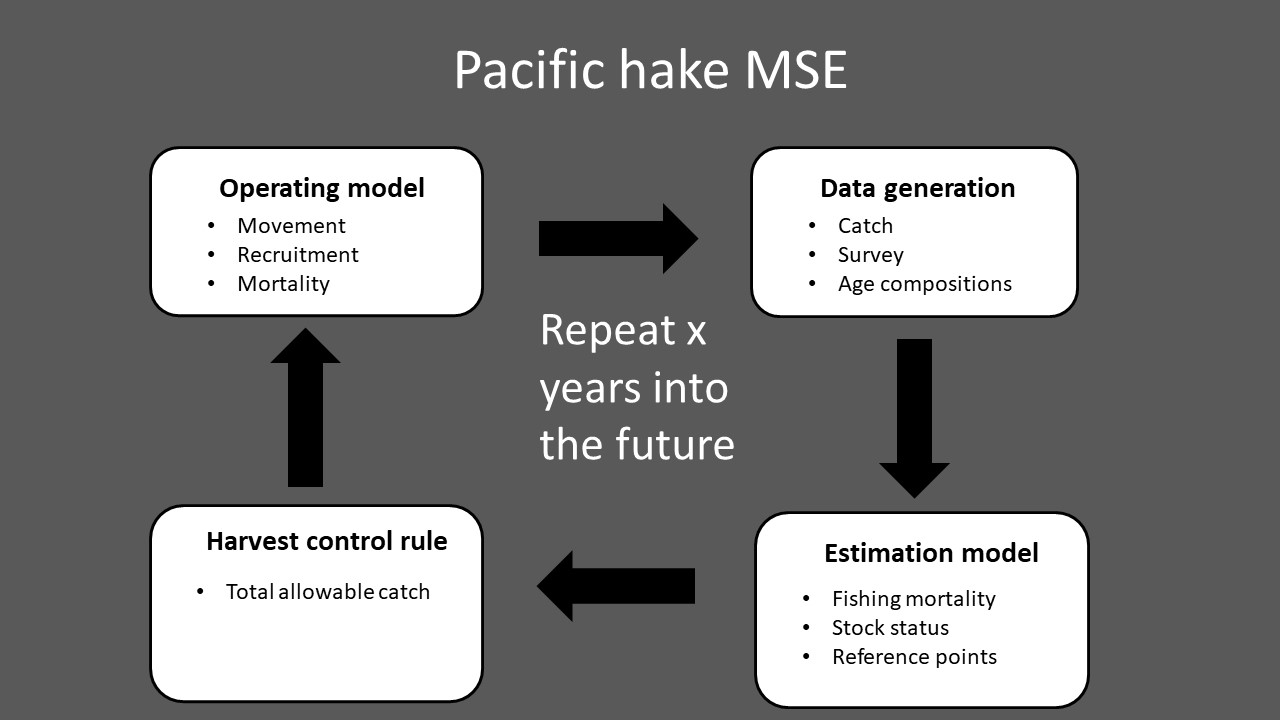 Pacific hake MSE
Operating model
• Movement
• Recruitment
• Mortality
Data generation
• Catch
• Survey
• Age compositions
Repeat x
years into
the future
Harvest control rule
• Total allowable catch
Estimation model
• Fishing mortality
• Stock status
• Reference points